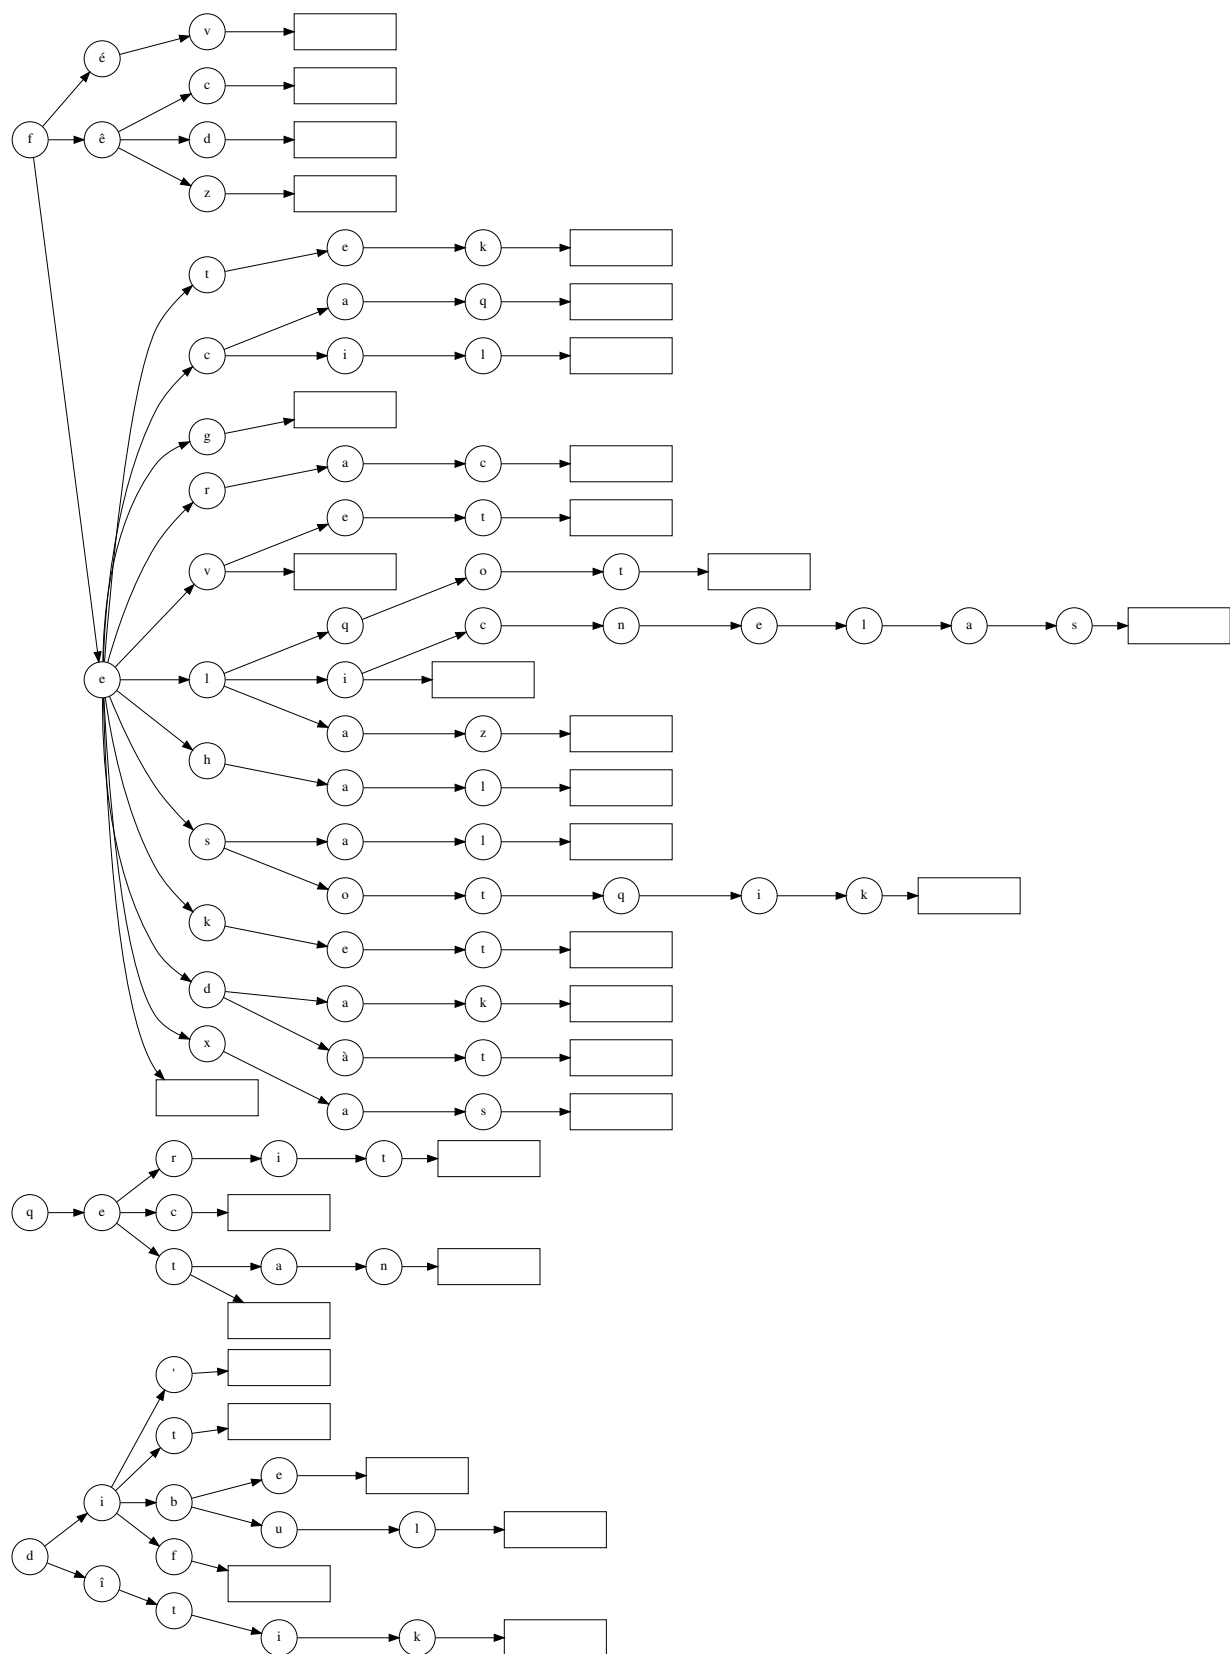 v
é
c
f ê d
z
e k
t
a q
c i l
g
a c
r
e t
v o t
q c n e l a s
e l i
a z
h
a l
s a l
o t q i k
k
e t
d a k
x à t
a s
r i t
q e c
t a n
'
t
e
i b
u l
d f
î
t
i k